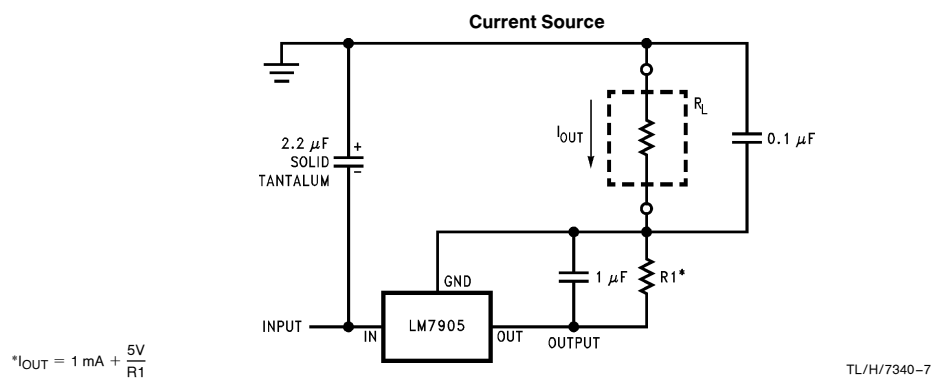 Current Source
2.2 μF
SOLID
TANTALUM
+
−
I_OUT
R_L
0.1 μF
GND
1 μF
R1*
INPUT
IN
LM7905
OUT
OUTPUT
*I_OUT = 1 mA + 5V/R1
TL/H/7340–7